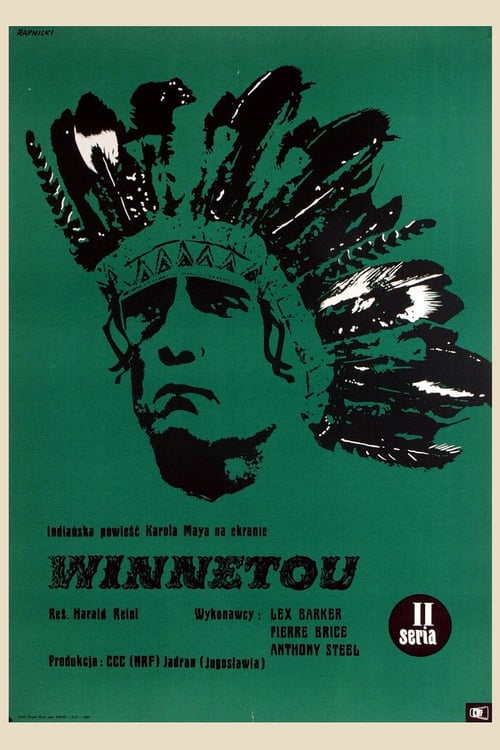 RAPNICKI
Indiańska powieść Karola Maya na ekranie
WINNETOU
Reż. Harald Reinl
Wykonawcy: LEX BARKER
PIERRE BRICE
ANTHONY STEEL
II
seria
Produkcja: CCC (MRF) Jadran (Jugosławia)